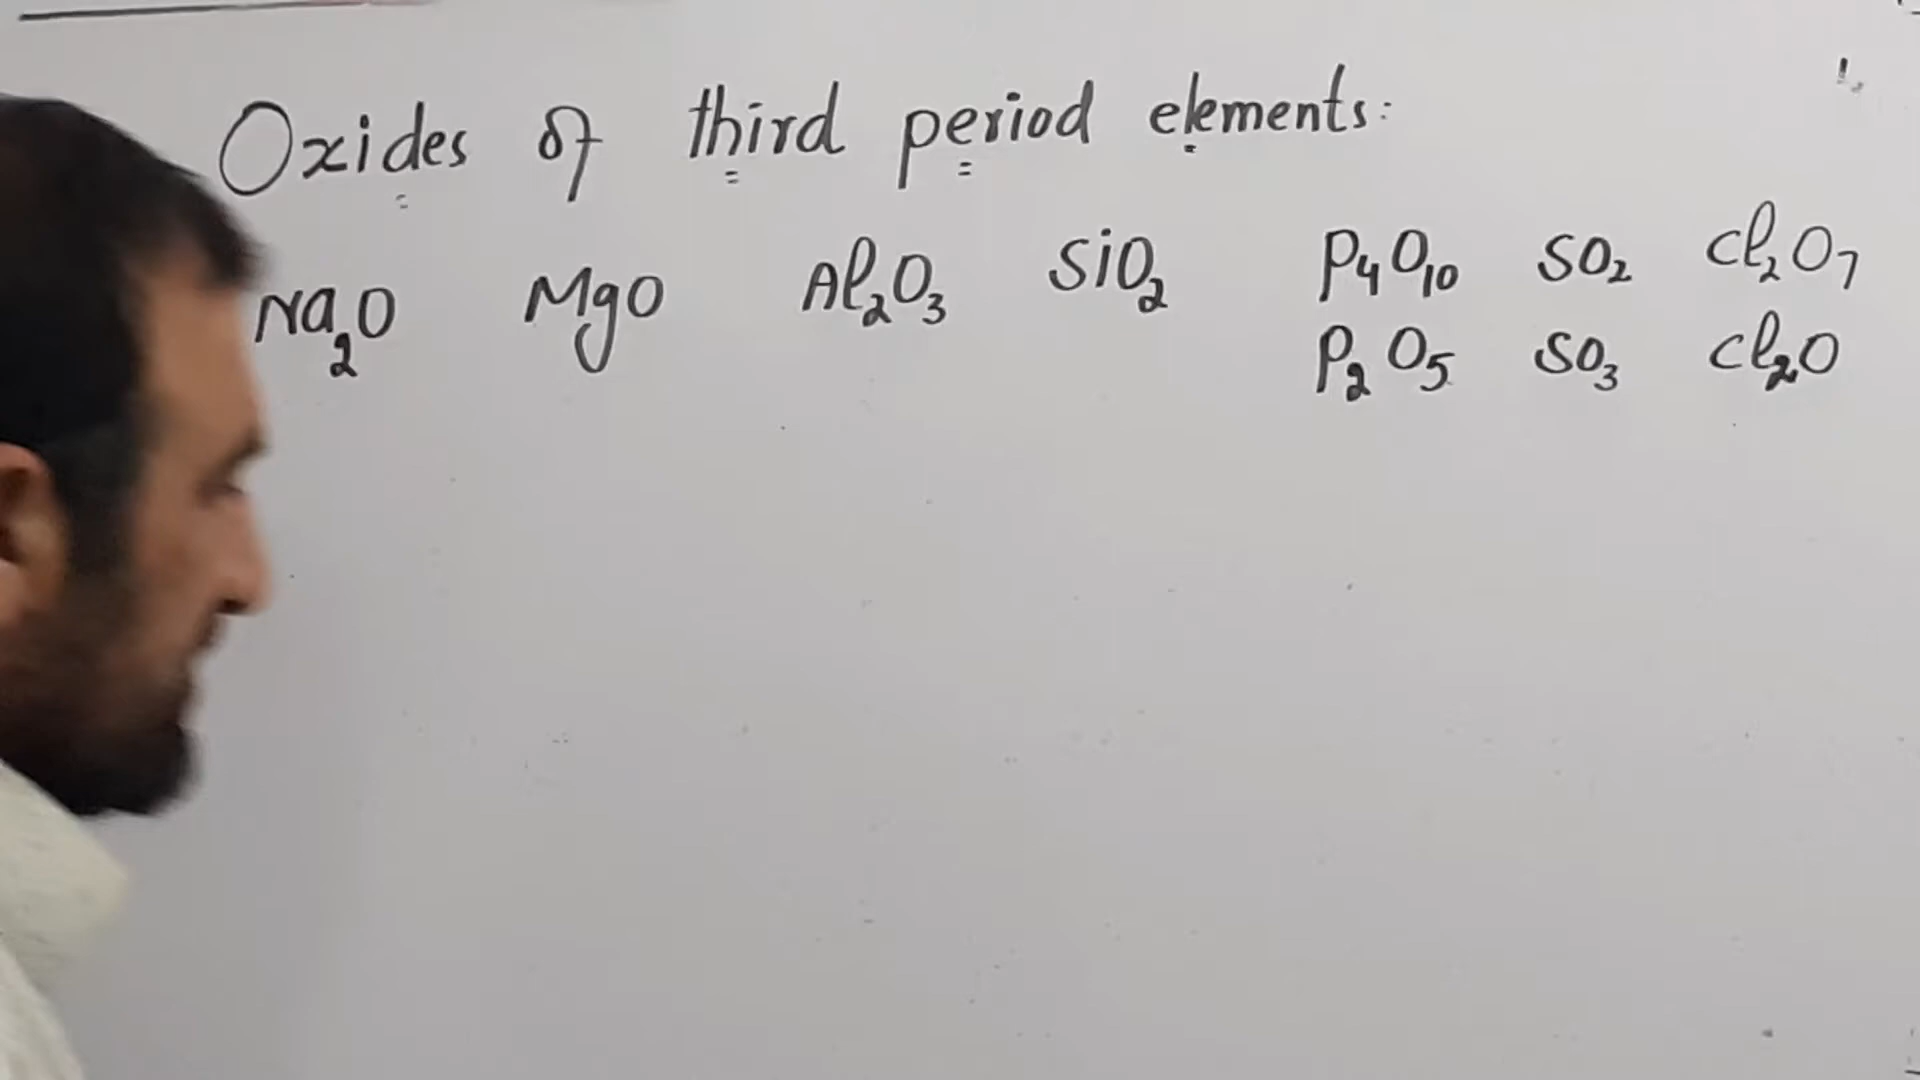 Oxides of third period elements:
Na₂O MgO Al₂O₃ SiO₂ P₄O₁₀ SO₂ Cl₂O₇
P₂O₅ SO₃ Cl₂O